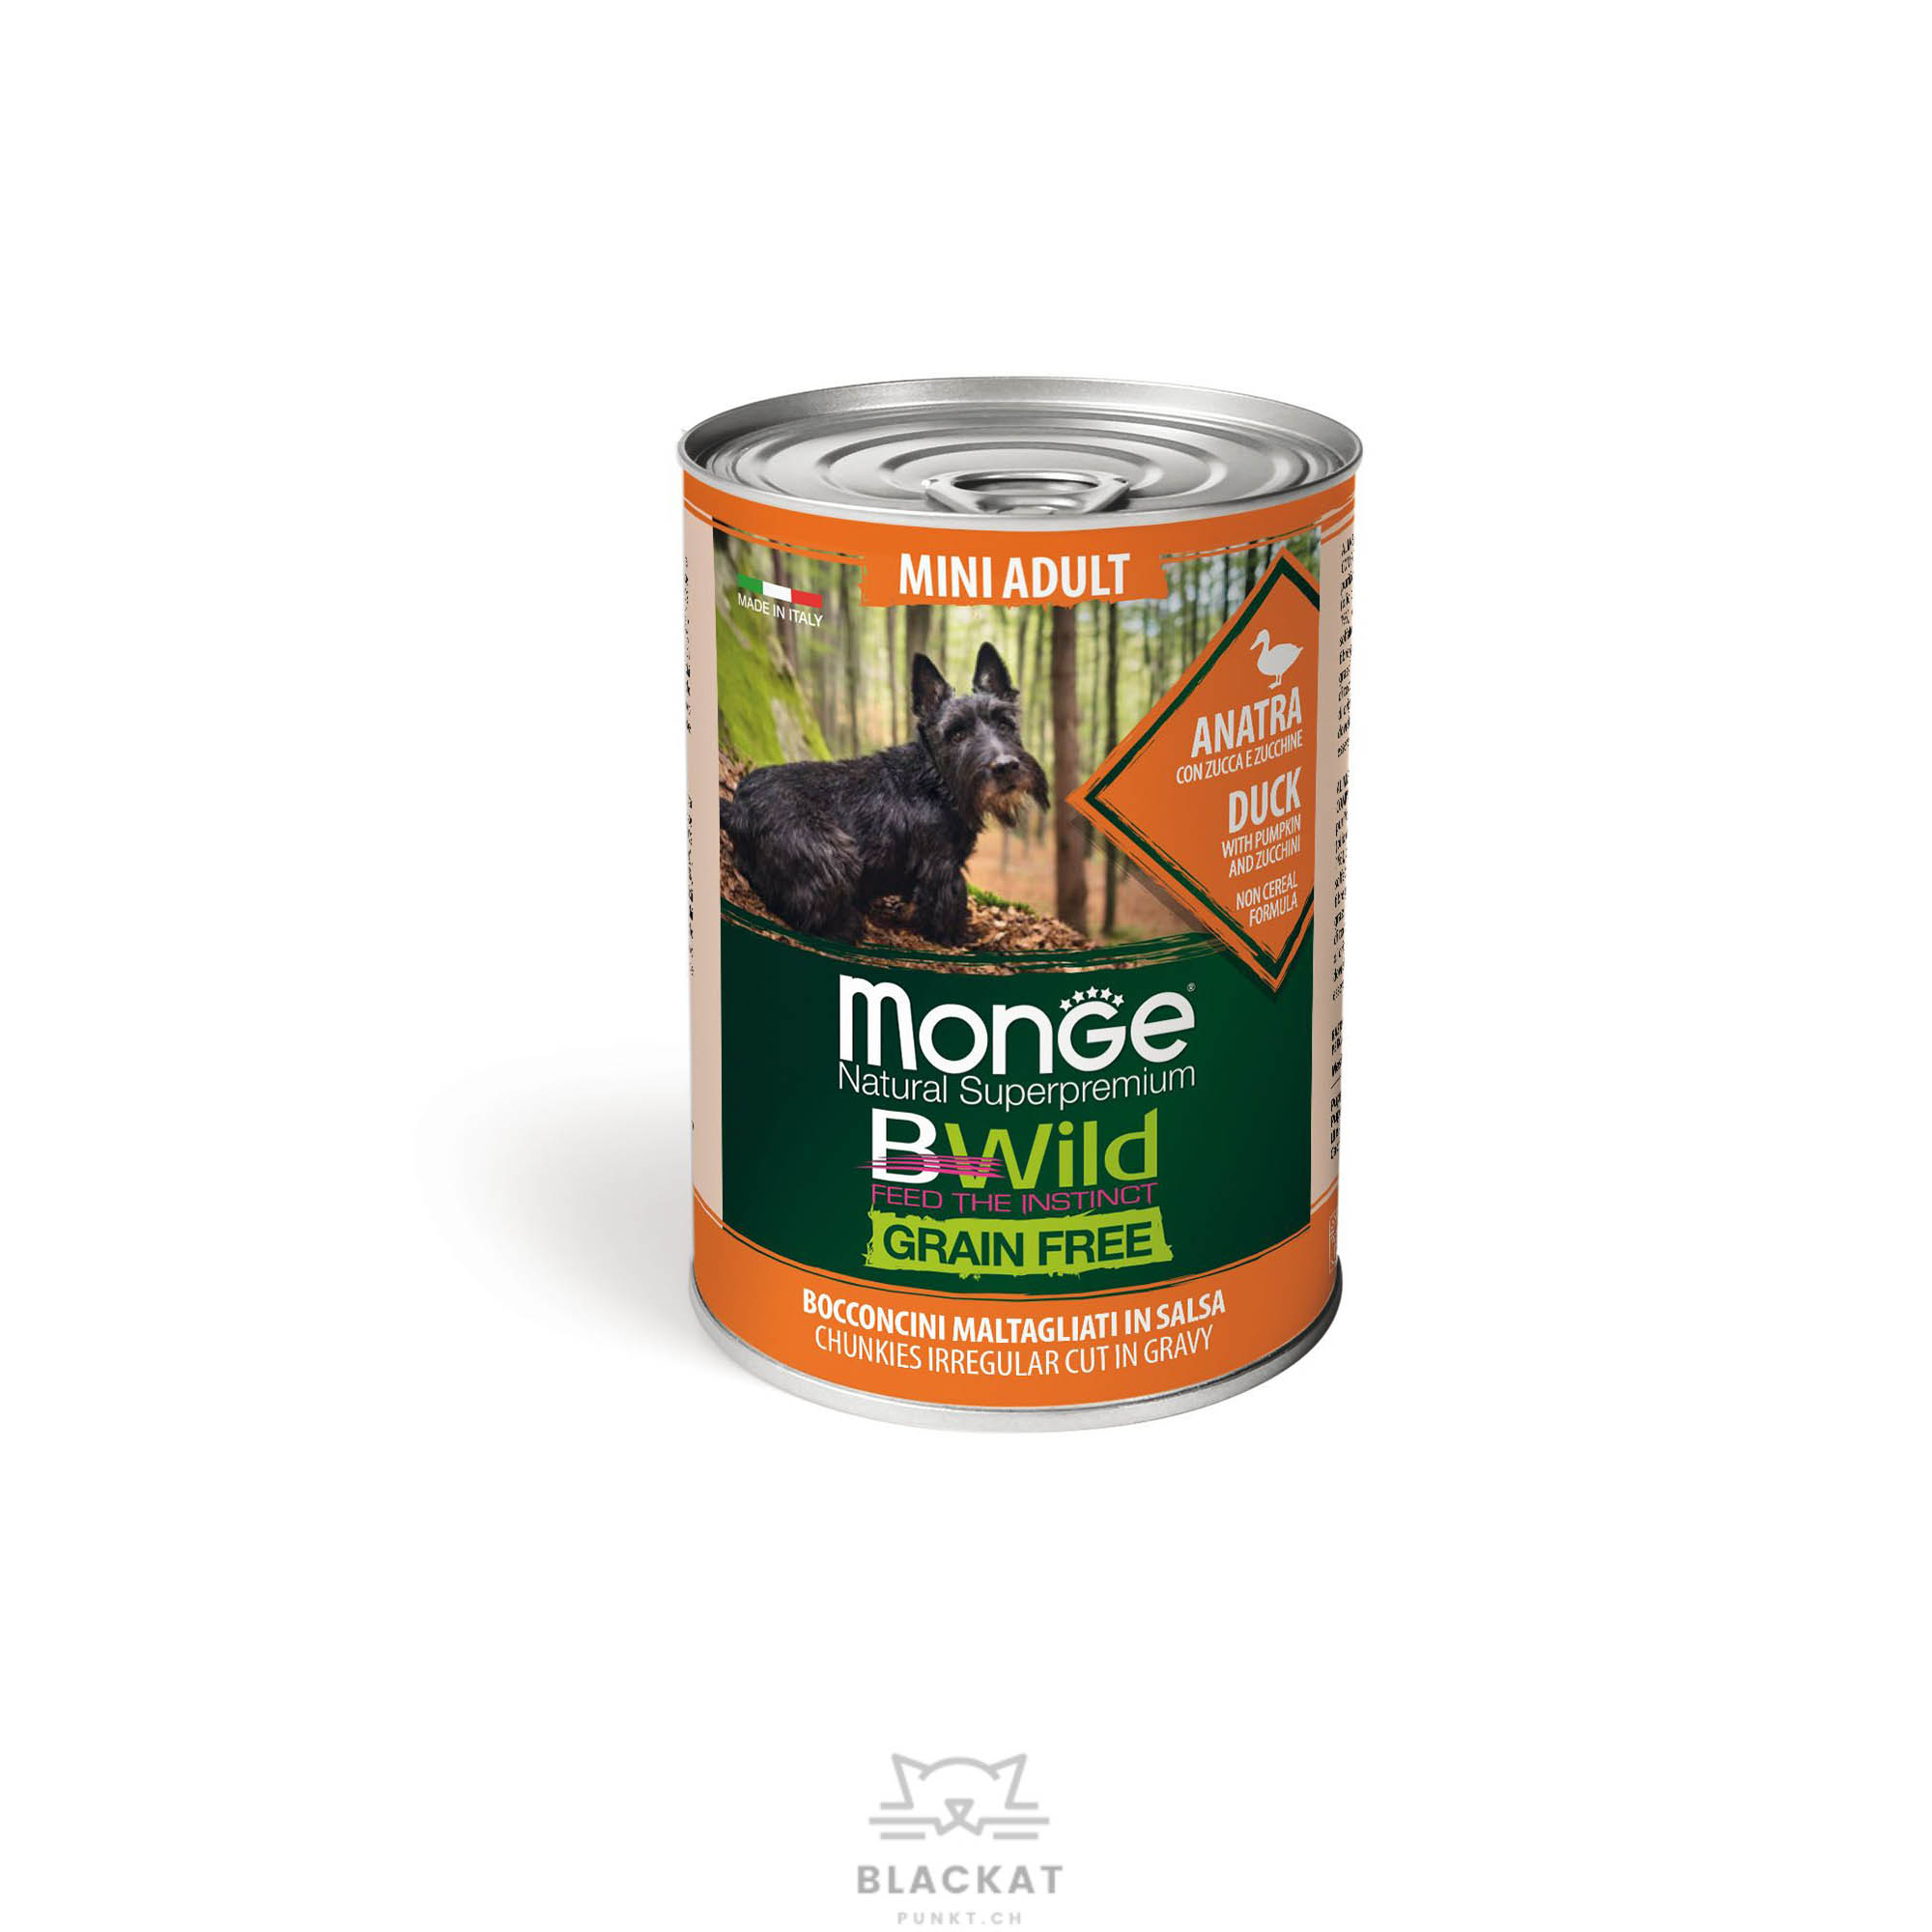 MINI ADULT
MADE IN ITALY
ANATRA
CON ZUCCA E ZUCCHINE
DUCK
WITH PUMPKIN
AND ZUCCHINI
NON CEREAL
FORMULA
monGe®
Natural Superpremium
BWild
FEED THE INSTINCT
GRAIN FREE
BOCCONCINI MALTAGLIATI IN SALSA
CHUNKIES IRREGULAR CUT IN GRAVY
BLACKAT
PUNKT.CH